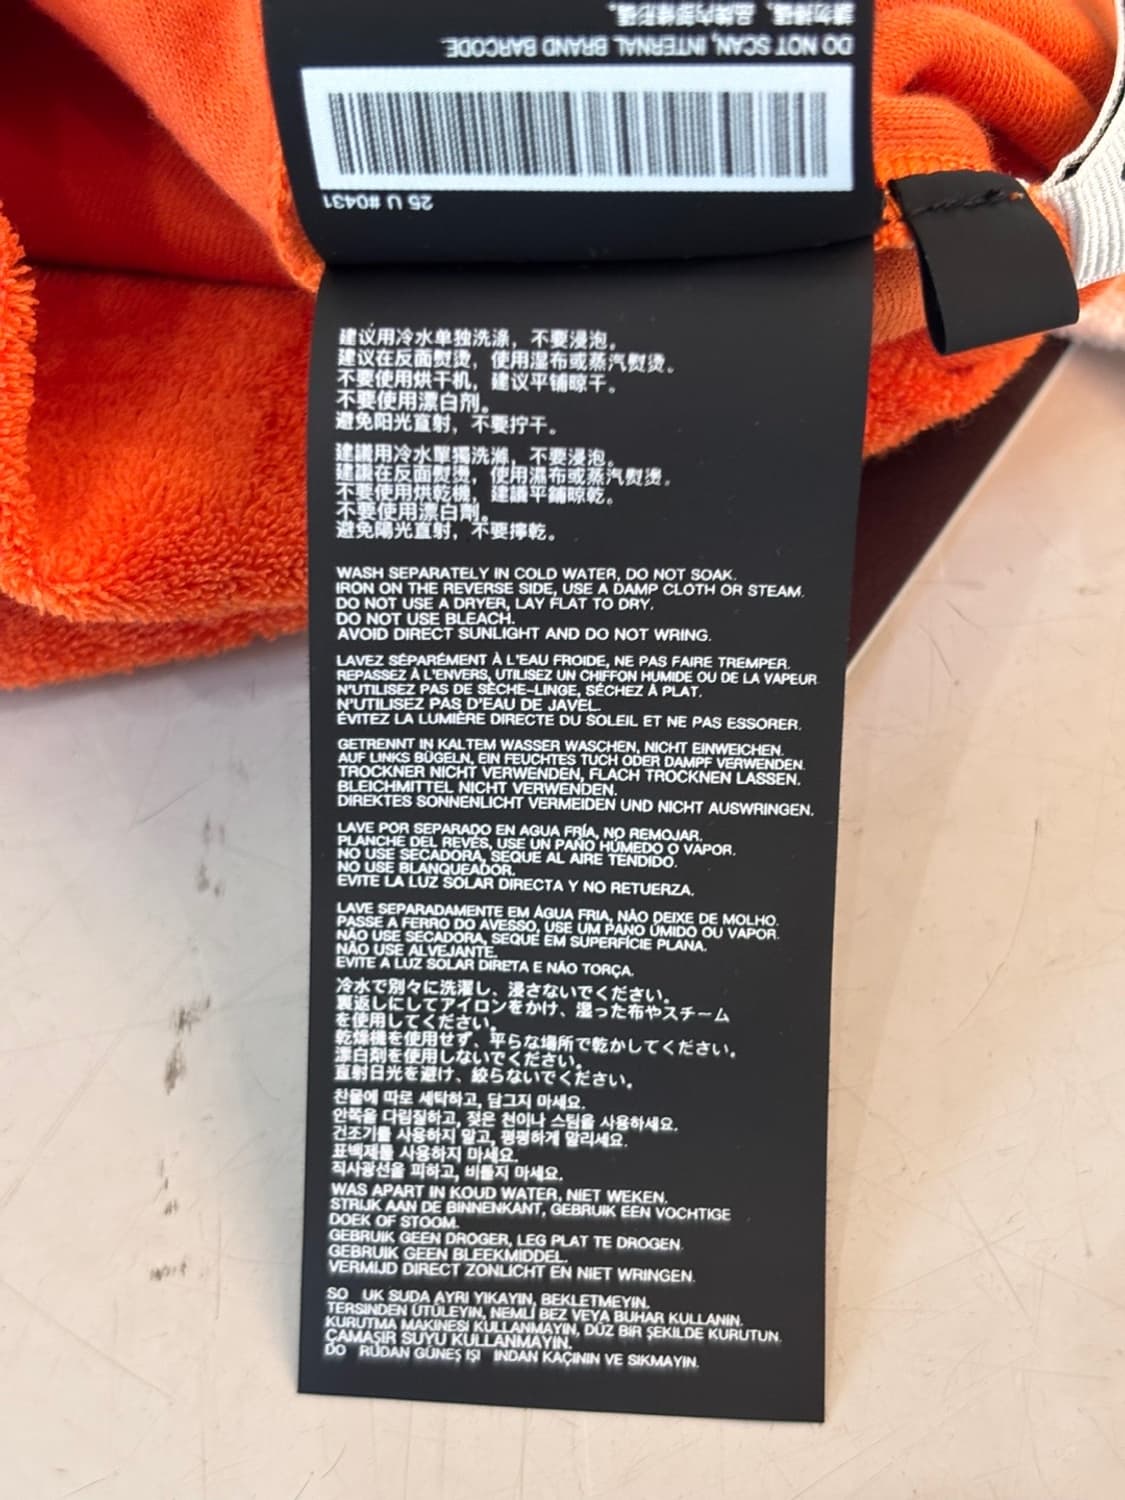 請勿掃碼, 品牌內部條形碼.
DO NOT SCAN, INTERNAL BRAND BARCODE
25 U #0431
建议用冷水单独洗涤，不要浸泡。
建议在反面熨烫，使用湿布或蒸汽熨烫。
不要使用烘干机，建议平铺晾干。
不要使用漂白剂。
避免阳光直射，不要拧干。
建議用冷水單獨洗滌，不要浸泡。
建議在反面熨燙，使用濕布或蒸汽熨燙。
不要使用烘乾機，建議平鋪晾乾。
不要使用漂白劑。
避免陽光直射，不要擰乾。
WASH SEPARATELY IN COLD WATER, DO NOT SOAK.
IRON ON THE REVERSE SIDE, USE A DAMP CLOTH OR STEAM.
DO NOT USE A DRYER, LAY FLAT TO DRY.
DO NOT USE BLEACH.
AVOID DIRECT SUNLIGHT AND DO NOT WRING.
LAVEZ SÉPARÉMENT À L'EAU FROIDE, NE PAS FAIRE TREMPER.
REPASSEZ À L'ENVERS, UTILISEZ UN CHIFFON HUMIDE OU DE LA VAPEUR
N'UTILISEZ PAS DE SÈCHE-LINGE, SÉCHEZ À PLAT.
N'UTILISEZ PAS D'EAU DE JAVEL.
ÉVITEZ LA LUMIÈRE DIRECTE DU SOLEIL ET NE PAS ESSORER.
GETRENNT IN KALTEM WASSER WASCHEN, NICHT EINWEICHEN.
AUF LINKS BÜGELN, EIN FEUCHTES TUCH ODER DAMPF VERWENDEN.
TROCKNER NICHT VERWENDEN, FLACH TROCKNEN LASSEN.
BLEICHMITTEL NICHT VERWENDEN.
DIREKTES SONNENLICHT VERMEIDEN UND NICHT AUSWRINGEN.
LAVE POR SEPARADO EN AGUA FRÍA, NO REMOJAR.
PLANCHE DEL REVÉS, USE UN PAÑO HÚMEDO O VAPOR.
NO USE SECADORA, SEQUE AL AIRE TENDIDO.
NO USE BLANQUEADOR.
EVITE LA LUZ SOLAR DIRECTA Y NO RETUERZA.
LAVE SEPARADAMENTE EM ÁGUA FRIA, NÃO DEIXE DE MOLHO.
PASSE A FERRO DO AVESSO, USE UM PANO ÚMIDO OU VAPOR.
NÃO USE SECADORA, SEQUE EM SUPERFÍCIE PLANA.
NÃO USE ALVEJANTE.
EVITE A LUZ SOLAR DIRETA E NÃO TORÇA.
冷水で別々に洗濯し、浸さないでください。
裏返しにしてアイロンをかけ、湿った布やスチーム
を使用してください。
乾燥機を使用せず、平らな場所で乾かしてください。
漂白剤を使用しないでください。
直射日光を避け、絞らないでください。
찬물에 따로 세탁하고, 담그지 마세요.
안쪽을 다림질하고, 젖은 천이나 스팀을 사용하세요.
건조기를 사용하지 말고, 평평하게 말리세요.
표백제를 사용하지 마세요.
직사광선을 피하고, 비틀지 마세요.
WAS APART IN KOUD WATER, NIET WEKEN.
STRIJK AAN DE BINNENKANT, GEBRUIK EEN VOCHTIGE
DOEK OF STOOM.
GEBRUIK GEEN DROGER, LEG PLAT TE DROGEN.
GEBRUIK GEEN BLEEKMIDDEL.
VERMIJD DIRECT ZONLICHT EN NIET WRINGEN.
SO UK SUDA AYRI YIKAYIN, BEKLETMEYIN.
TERSINDEN ÜTÜLEYIN, NEMLI BEZ VEYA BUHAR KULLANIN.
KURUTMA MAKINESI KULLANMAYIN, DÜZ BIR ŞEKILDE KURUTUN.
ÇAMAŞIR SUYU KULLANMAYIN.
DO RUDAN GÜNEŞ IŞI INDAN KAÇININ VE SIKMAYIN.